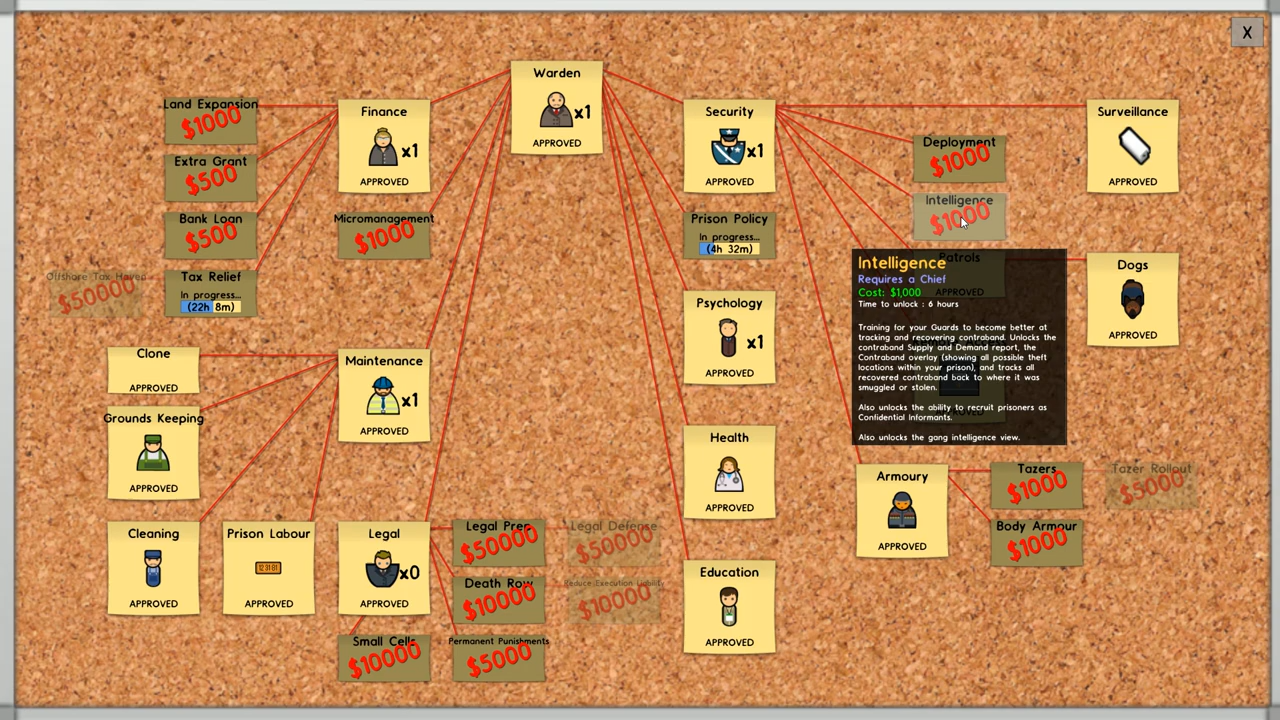 X
Warden
x1
APPROVED
Land Expansion
$1000
Finance
x1
APPROVED
Security
x1
APPROVED
Surveillance
APPROVED
Extra Grant
$500
Deployment
$1000
Bank Loan
$500
Micromanagement
$1000
Prison Policy
In progress...
(4h 32m)
Intelligence
$1000
Offshore Tax Haven
$50000
Tax Relief
In progress...
(22h 8m)
Patrols
APPROVED
Dogs
APPROVED
Intelligence
Requires a Chief
Cost: $1,000
Time to unlock : 6 hours
Training for your Guards to become better at
tracking and recovering contraband. Unlocks the
contraband Supply and Demand report, the
Contraband overlay (showing all possible theft
locations within your prison), and tracks all
recovered contraband back to where it was
smuggled or stolen.
Also unlocks the ability to recruit prisoners as
Confidential Informants.
Also unlocks the gang intelligence view.
Psychology
x1
APPROVED
Clone
APPROVED
Maintenance
x1
APPROVED
Grounds Keeping
APPROVED
Health
APPROVED
Armoury
APPROVED
Tazers
$1000
Tazer Rollout
$5000
Body Armour
$1000
Cleaning
APPROVED
Prison Labour
APPROVED
Legal
x0
APPROVED
Legal Prep
$50000
Legal Defense
$50000
Death Row
$10000
Reduce Execution Liability
$10000
Small Cells
$10000
Permanent Punishments
$5000
Education
APPROVED